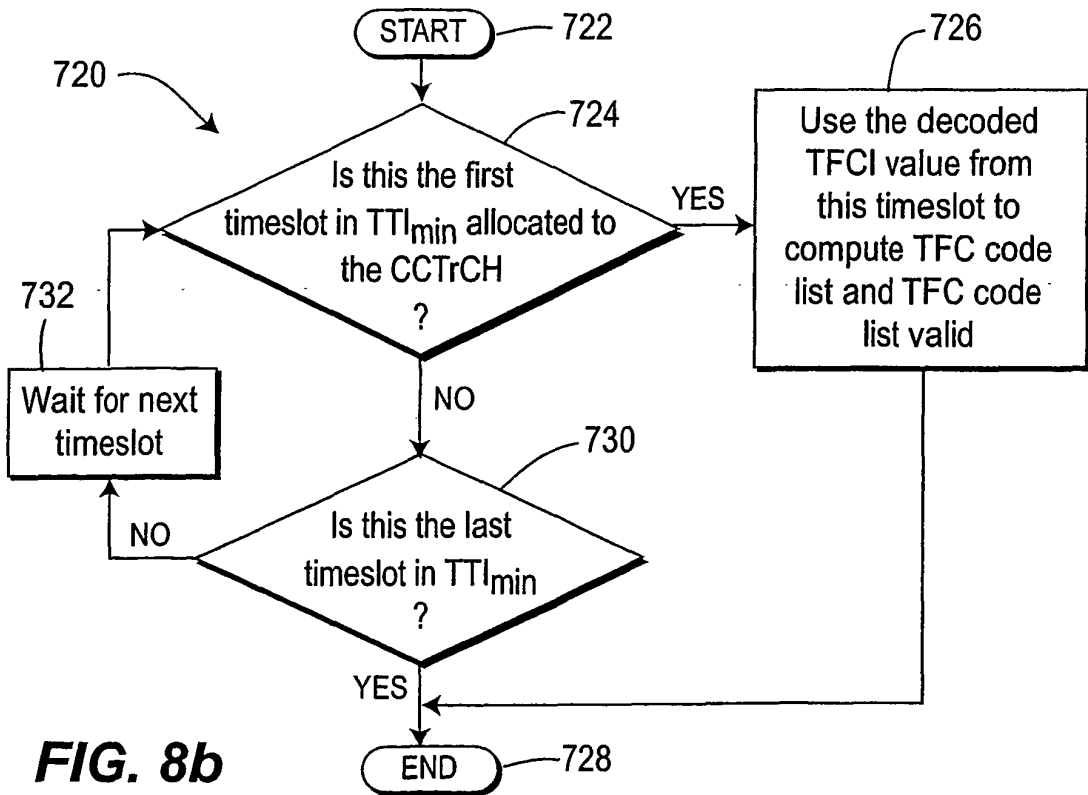 START
722
726
720
724
Is this the first
timeslot in TTImin allocated to
the CCTrCH
?
YES
Use the decoded
TFCI value from
this timeslot to
compute TFC code
list and TFC code
list valid
732
Wait for next
timeslot
NO
730
NO
Is this the last
timeslot in TTImin
?
YES
FIG. 8b
END
728